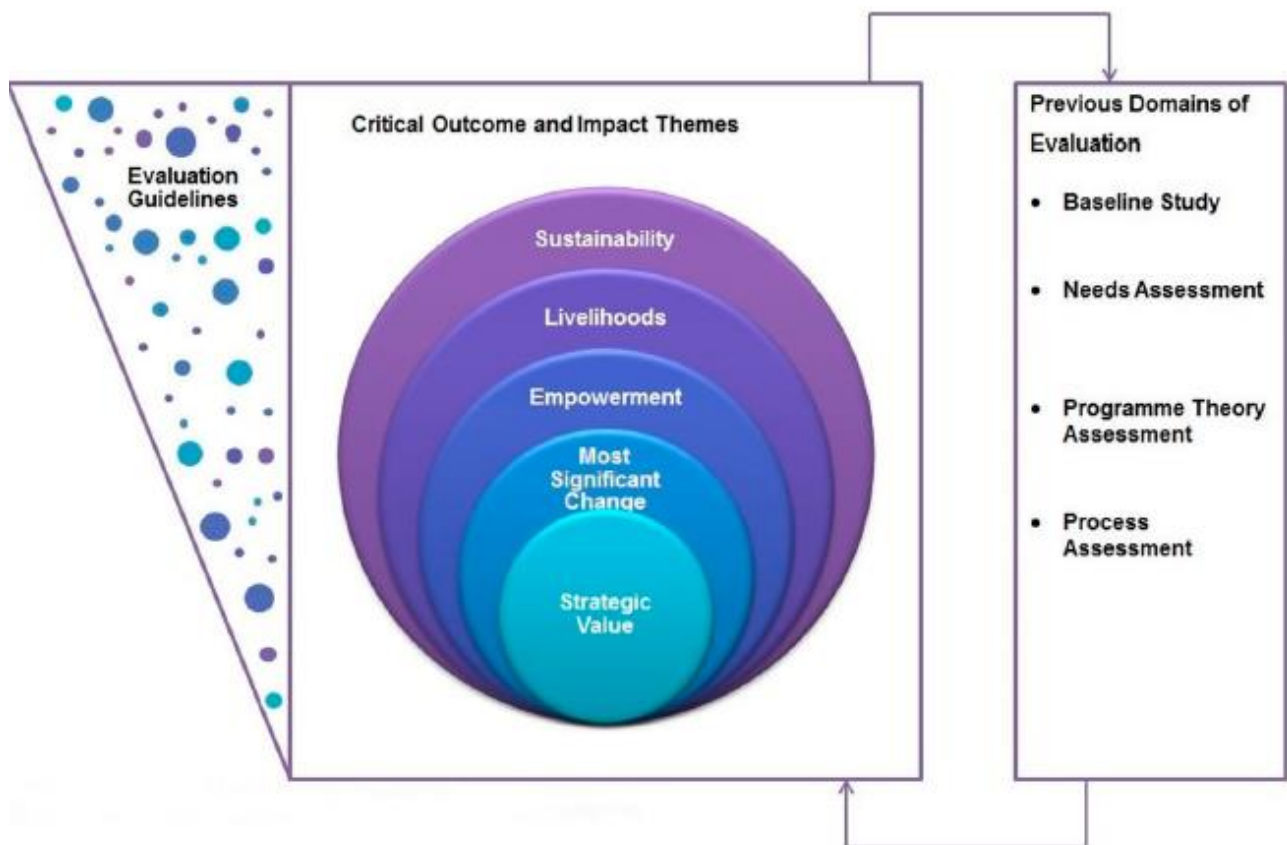 Evaluation
Guidelines
Critical Outcome and Impact Themes
Sustainability
Livelihoods
Empowerment
Most
Significant
Change
Strategic
Value
Previous Domains of
Evaluation
• Baseline Study
• Needs Assessment
• Programme Theory
Assessment
• Process
Assessment